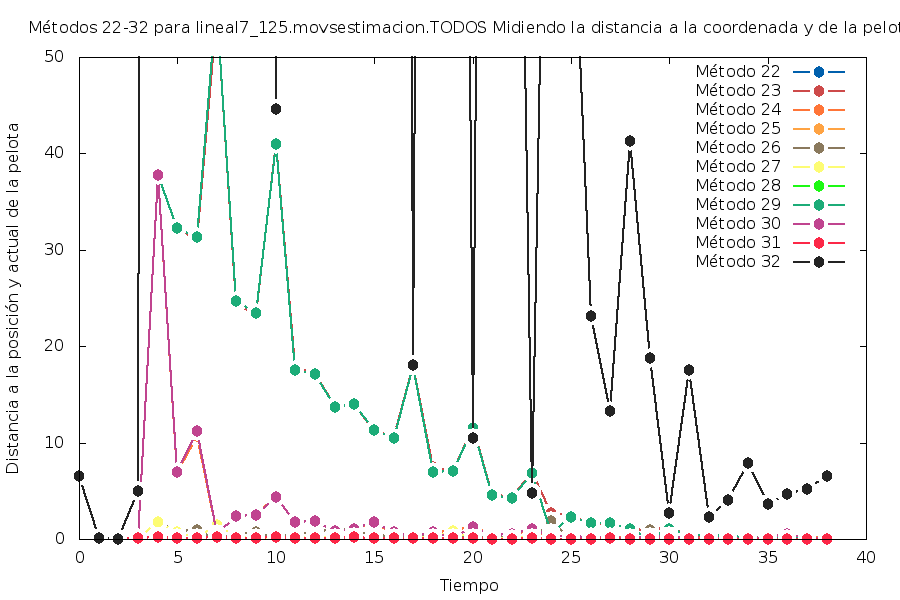 Métodos 22-32 para lineal7_125.movsestimacion.TODOS Midiendo la distancia a la coordenada y de la pelot
50
40
30
20
10
0
Distancia a la posición y actual de la pelota
Método 22
Método 23
Método 24
Método 25
Método 26
Método 27
Método 28
Método 29
Método 30
Método 31
Método 32
0 5 10 15 20 25 30 35 40
Tiempo